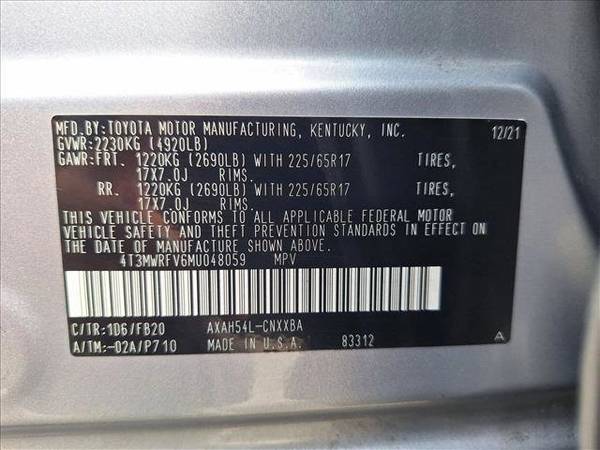 MFD.BY:TOYOTA MOTOR MANUFACTURING, KENTUCKY, INC. 12/21
GVWR:2230KG (4920LB)
GAWR:FRT. 1220KG (2690LB) WITH 225/65R17 TIRES,
17X7.0J RIMS.
RR. 1220KG (2690LB) WITH 225/65R17 TIRES,
17X7.0J RIMS.
THIS VEHICLE CONFORMS TO ALL APPLICABLE FEDERAL MOTOR
VEHICLE SAFETY AND THEFT PREVENTION STANDARDS IN EFFECT ON
THE DATE OF MANUFACTURE SHOWN ABOVE.
4T3MWRFV6MU048059 MPV
C/TR:1D6/FB20 AXAH54L-CNXXBA
A/TM:-02A/P710 MADE IN U.S.A. 83312 A